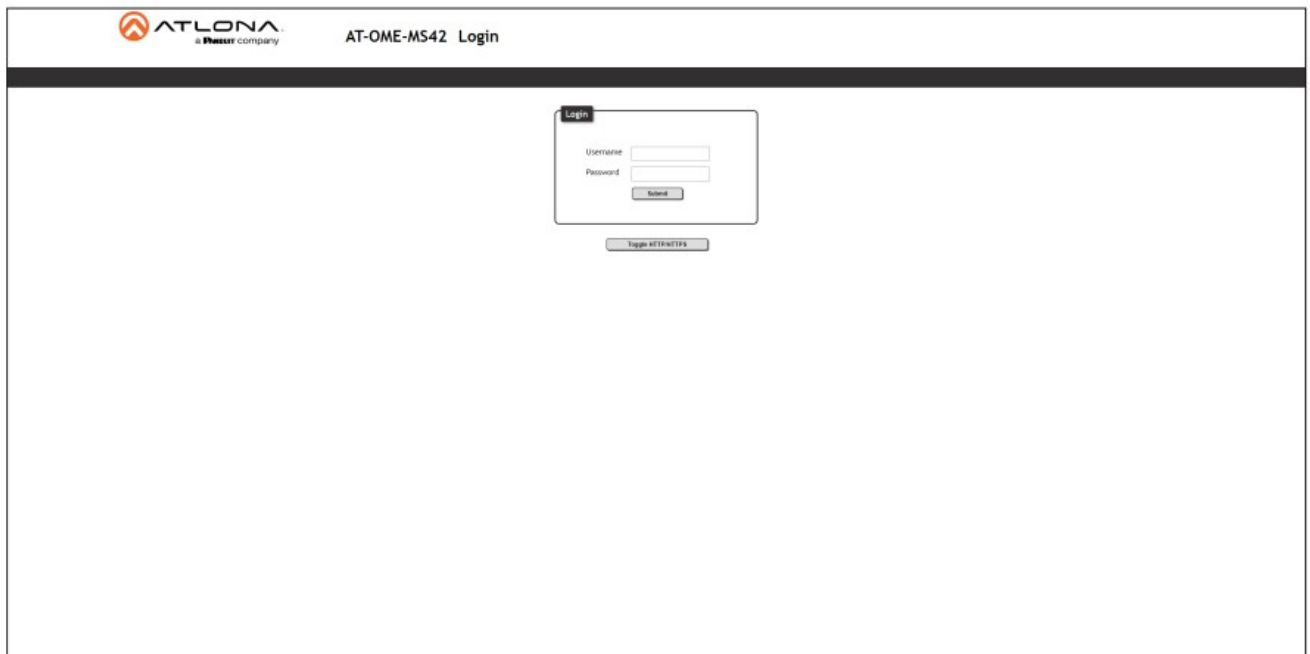 ATLONA.
a PANDUIT company
AT-OME-MS42 Login
Login
Username
Password
Submit
Toggle HTTP/HTTPS